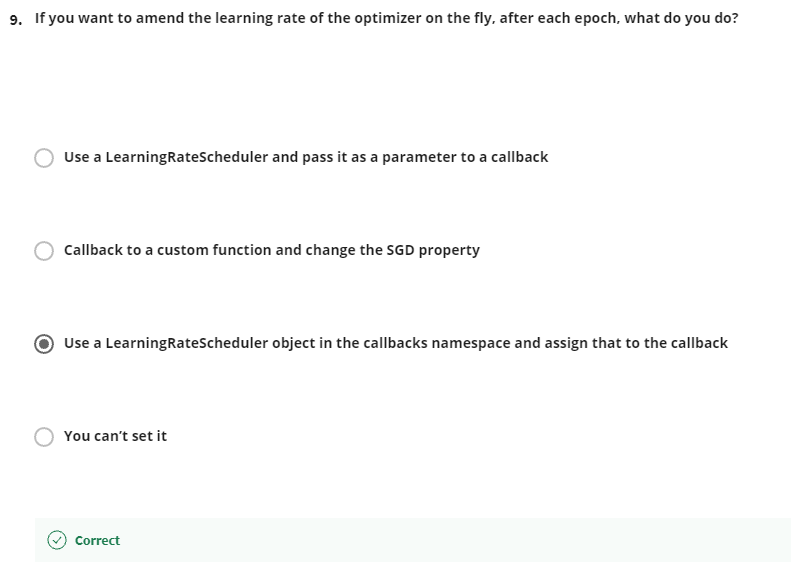 9. If you want to amend the learning rate of the optimizer on the fly, after each epoch, what do you do?
Use a LearningRateScheduler and pass it as a parameter to a callback
Callback to a custom function and change the SGD property
Use a LearningRateScheduler object in the callbacks namespace and assign that to the callback
You can’t set it
Correct